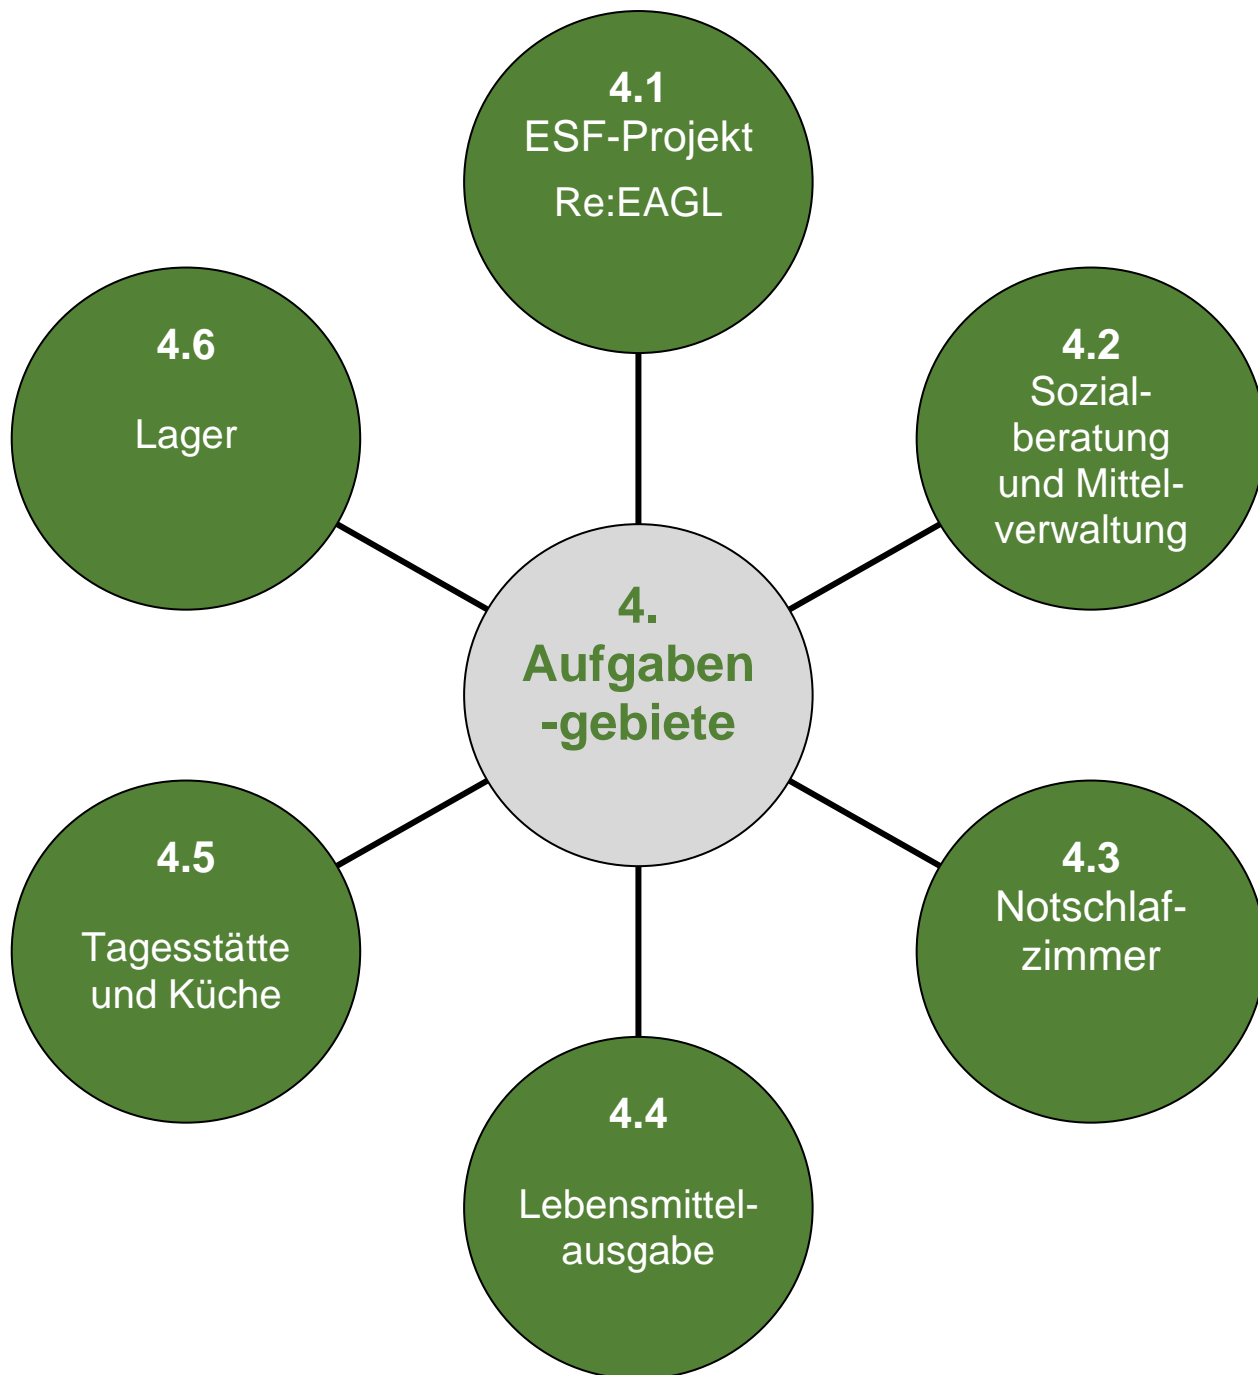 4.1
ESF-Projekt
Re:EAGL
4.6
Lager
4.2
Sozial-
beratung
und Mittel-
verwaltung
4.
Aufgaben
-gebiete
4.5
Tagesstätte
und Küche
4.3
Notschlaf-
zimmer
4.4
Lebensmittel-
ausgabe